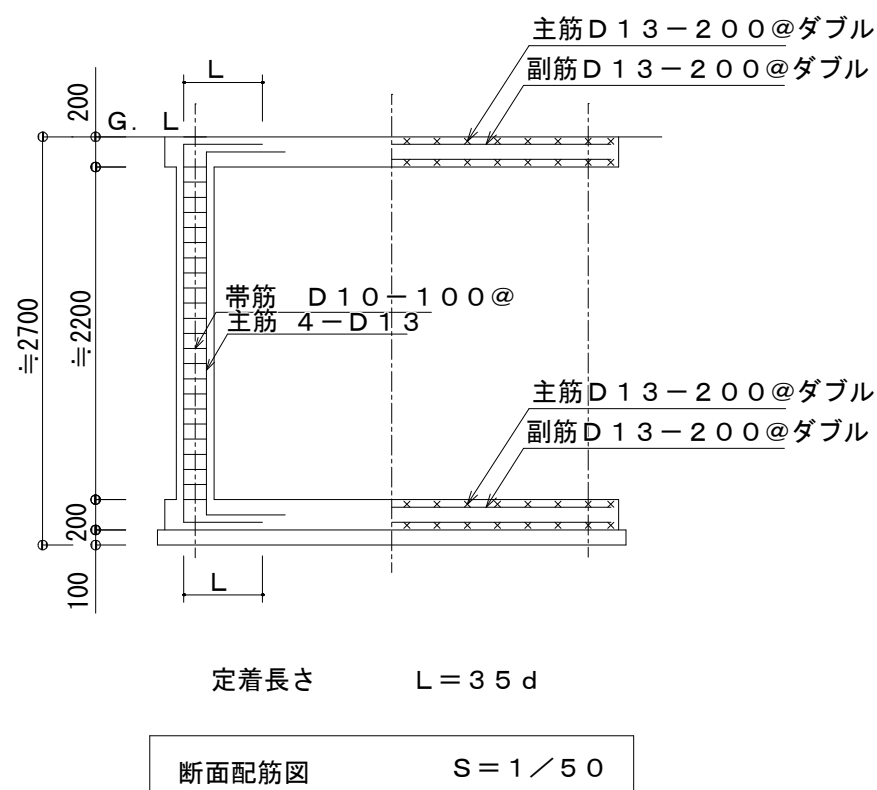 主筋Ｄ１３－２００＠ダブル
Ｌ
副筋Ｄ１３－２００＠ダブル
200
Ｇ．Ｌ
帯筋　Ｄ１０－１００＠
主筋　４－Ｄ１３
≒2700
≒2200
主筋Ｄ１３－２００＠ダブル
副筋Ｄ１３－２００＠ダブル
200
100
Ｌ
定着長さ　Ｌ＝３５ｄ
断面配筋図　Ｓ＝１／５０